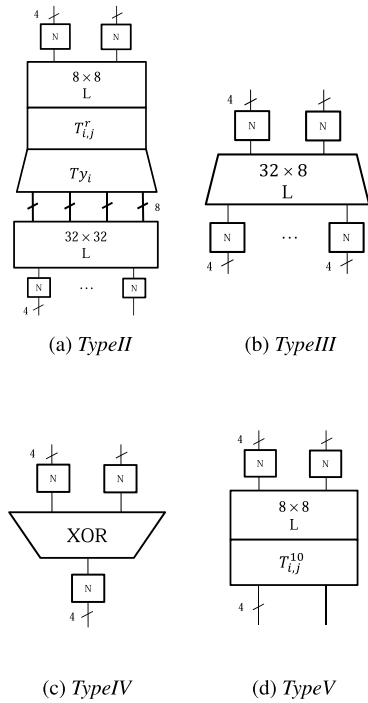 4
N N
8 × 8
L
T^r_{i,j}
Ty_i
8
32 × 32
L
N ... N
4
(a) TypeII
4
N N
32 × 8
L
N ... N
4 4
(b) TypeIII
4
N N
XOR
N
4
(c) TypeIV
4
N N
8 × 8
L
T^{10}_{i,j}
4
(d) TypeV